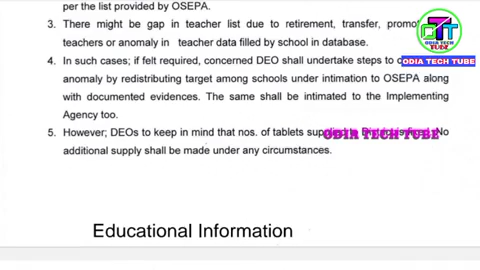 per the list provided by OSEPA.
3. There might be gap in teacher list due to retirement, transfer,
teachers or anomaly in teacher data filled by school in database.
4. In such cases; if felt required, concerned DEO shall undertake steps to
anomaly by redistributing target among schools under intimation to OSEPA along
with documented evidences. The same shall be intimated to the Implementing
Agency too.
5. However; DEOs to keep in mind that nos. of tablets No
additional supply shall be made under any circumstances.
Educational Information
ODIA TECH
TUBE
ODIA TECH TUBE
ODIA TECH TUBE